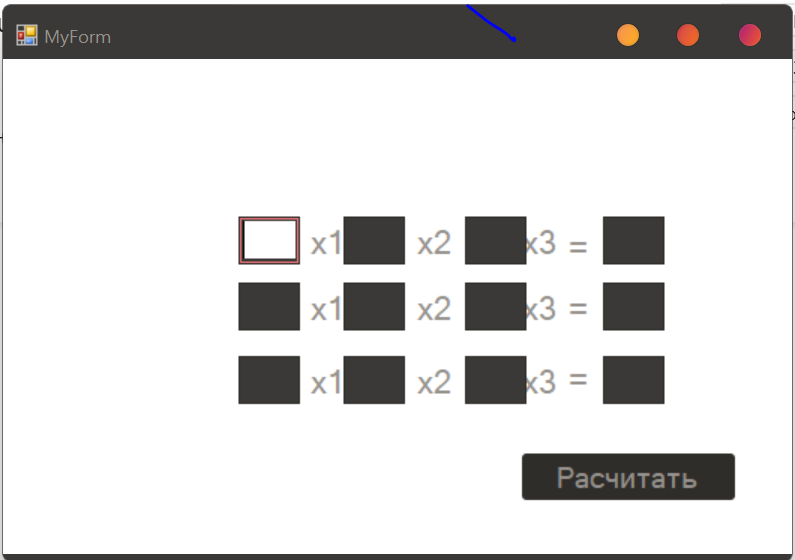 MyForm
x1 x2 x3 =
x1 x2 x3 =
x1 x2 x3 =
Расчитать